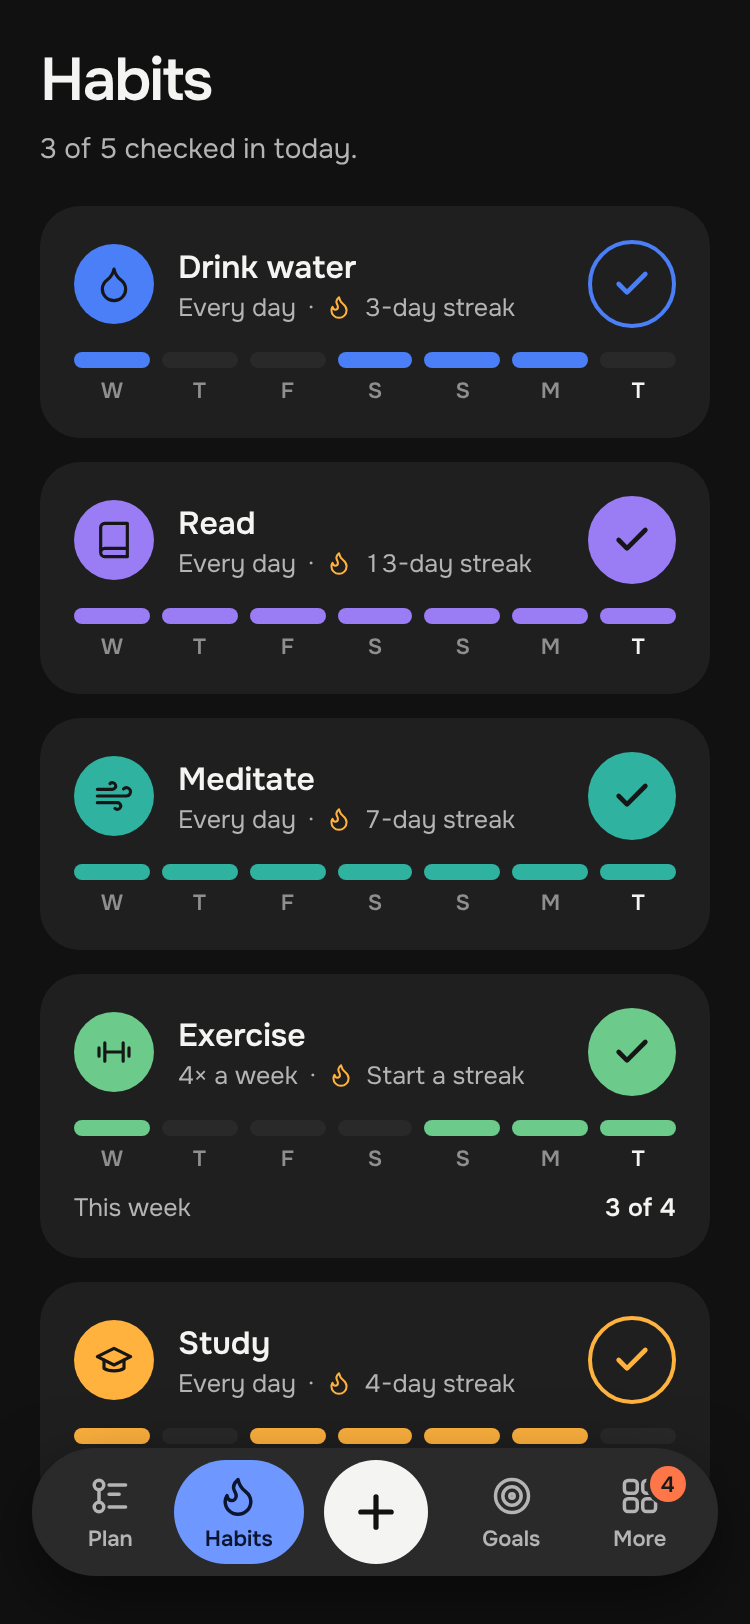 Habits
3 of 5 checked in today.
Drink water
Every day · 3-day streak
W T F S S M T
Read
Every day · 13-day streak
W T F S S M T
Meditate
Every day · 7-day streak
W T F S S M T
Exercise
4× a week · Start a streak
W T F S S M T
This week 3 of 4
Study
Every day · 4-day streak
4
Plan Habits Goals More